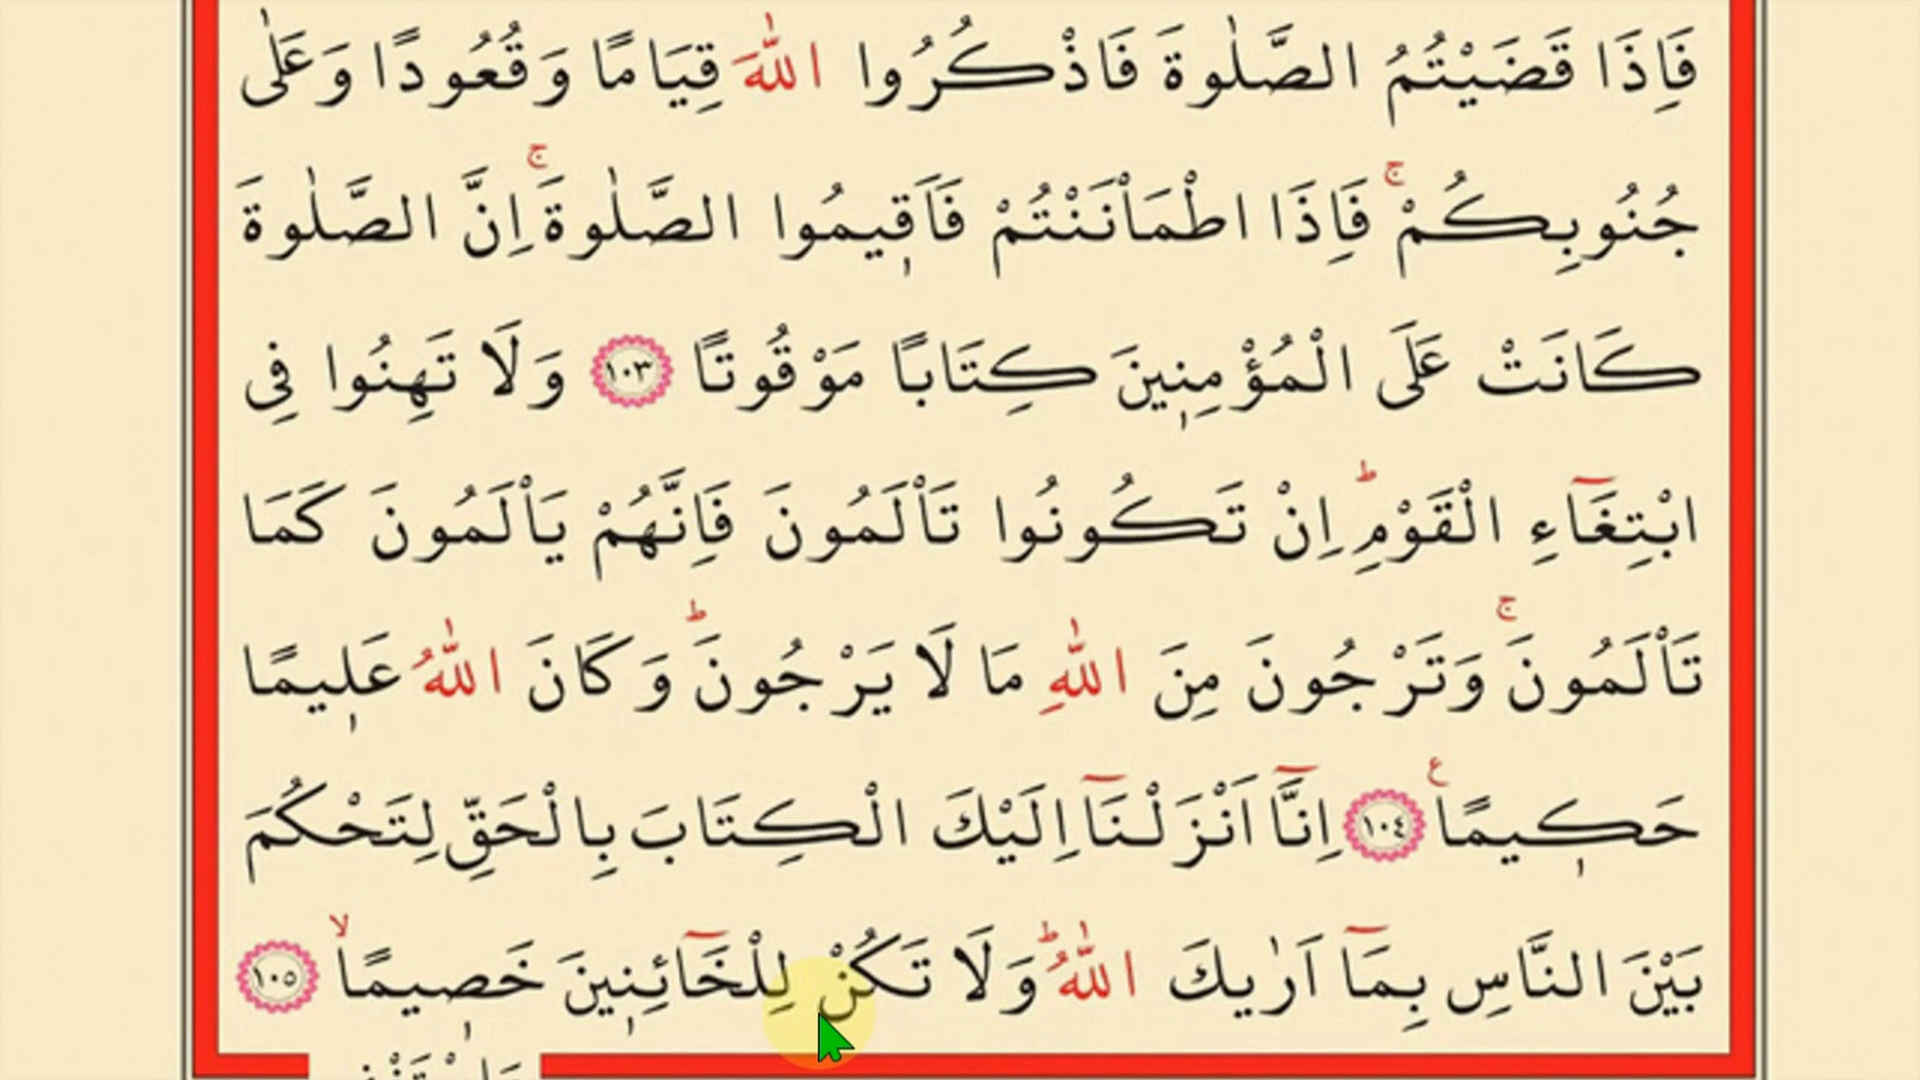 فَاِذَا قَضَيْتُمُ الصَّلٰوةَ فَاذْكُرُوا اللّٰهَ قِيَامًا وَقُعُودًا وَعَلٰى
جُنُوبِكُمْۚ فَاِذَا اطْمَاْنَنْتُمْ فَاَق۪يمُوا الصَّلٰوةَۚ اِنَّ الصَّلٰوةَ
كَانَتْ عَلَى الْمُؤْمِن۪ينَ كِتَابًا مَوْقُوتًا ﴿١٠٣﴾ وَلَا تَهِنُوا فِى
ابْتِغَٓاءِ الْقَوْمِؕ اِنْ تَكُونُوا تَاْلَمُونَ فَاِنَّهُمْ يَاْلَمُونَ كَمَا
تَاْلَمُونَۚ وَتَرْجُونَ مِنَ اللّٰهِ مَا لَا يَرْجُونَؕ وَكَانَ اللّٰهُ عَل۪يمًا
حَك۪يمًاࣖ ﴿١٠٤﴾ اِنَّٓا اَنْزَلْنَٓا اِلَيْكَ الْكِتَابَ بِالْحَقِّ لِتَحْكُمَ
بَيْنَ النَّاسِ بِمَٓا اَرٰيكَ اللّٰهُؕ وَلَا تَكُنْ لِلْخَٓائِن۪ينَ خَص۪يمًاۙ ﴿١٠٥﴾